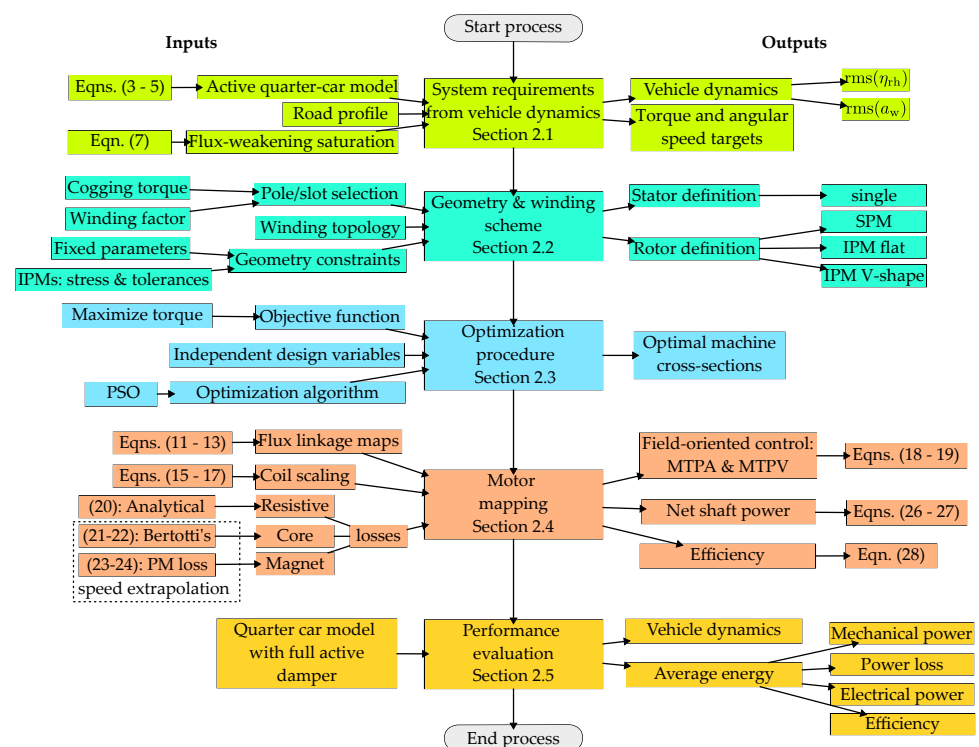 Start process
Inputs
Outputs
Eqns. (3 - 5)
Active quarter-car model
Road profile
Eqn. (7)
Flux-weakening saturation
System requirements
from vehicle dynamics
Section 2.1
Vehicle dynamics
rms(η_rh)
rms(a_w)
Torque and angular
speed targets
Cogging torque
Winding factor
Pole/slot selection
Winding topology
Fixed parameters
IPMs: stress & tolerances
Geometry constraints
Geometry & winding
scheme
Section 2.2
Stator definition
single
Rotor definition
SPM
IPM flat
IPM V-shape
Maximize torque
Objective function
Independent design variables
PSO
Optimization algorithm
Optimization
procedure
Section 2.3
Optimal machine
cross-sections
Eqns. (11 - 13)
Flux linkage maps
Eqns. (15 - 17)
Coil scaling
(20): Analytical
Resistive
(21-22): Bertotti's
Core
losses
(23-24): PM loss
Magnet
speed extrapolation
Motor
mapping
Section 2.4
Field-oriented control:
MTPA & MTPV
Eqns. (18 - 19)
Net shaft power
Eqns. (26 - 27)
Efficiency
Eqn. (28)
Quarter car model
with full active
damper
Performance
evaluation
Section 2.5
Vehicle dynamics
Average energy
Mechanical power
Power loss
Electrical power
Efficiency
End process